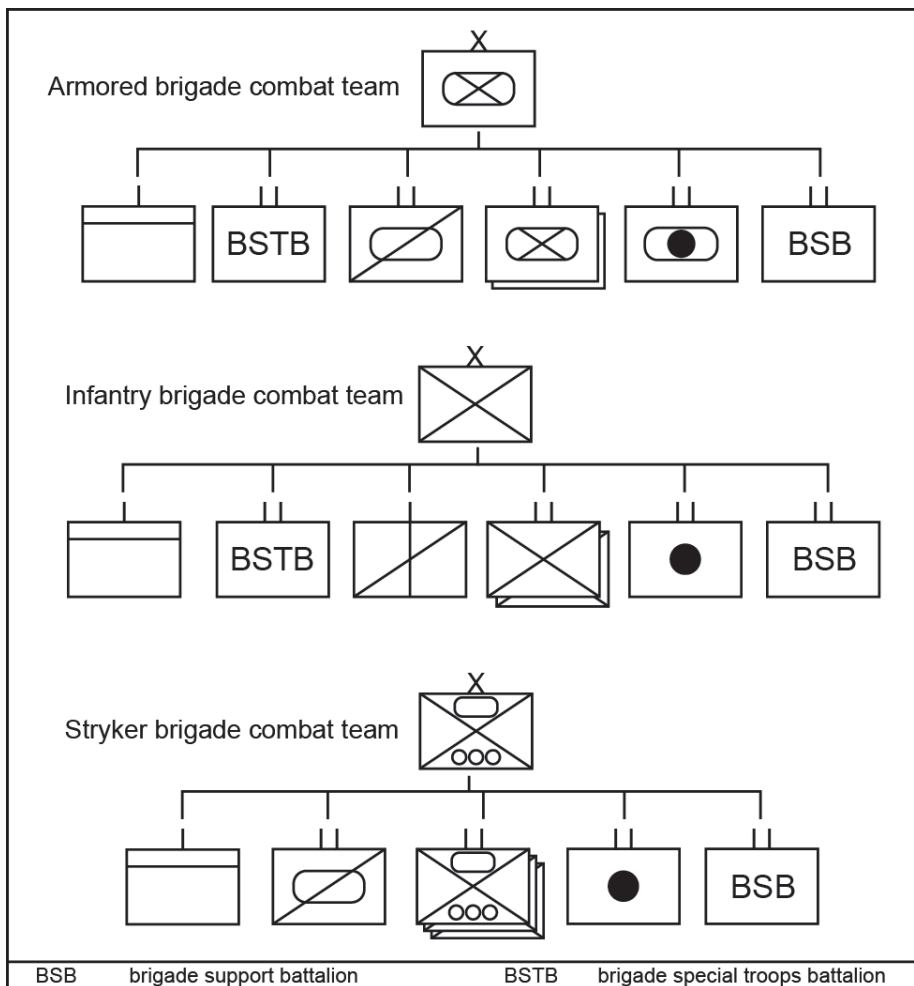 X
Armored brigade combat team
BSTB BSB
X
Infantry brigade combat team
BSTB BSB
X
Stryker brigade combat team
BSB
BSB brigade support battalion BSTB brigade special troops battalion